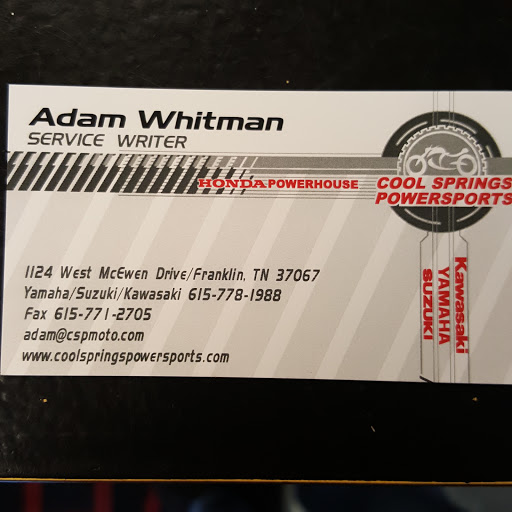 Adam Whitman
SERVICE WRITER
HONDA POWERHOUSE
COOL SPRINGS
POWERSPORTS
1124 West McEwen Drive/Franklin, TN 37067
Yamaha/Suzuki/Kawasaki 615-778-1988
Fax 615-771-2705
adam@cspmoto.com
www.coolspringspowersports.com
Kawasaki
YAMAHA
SUZUKI